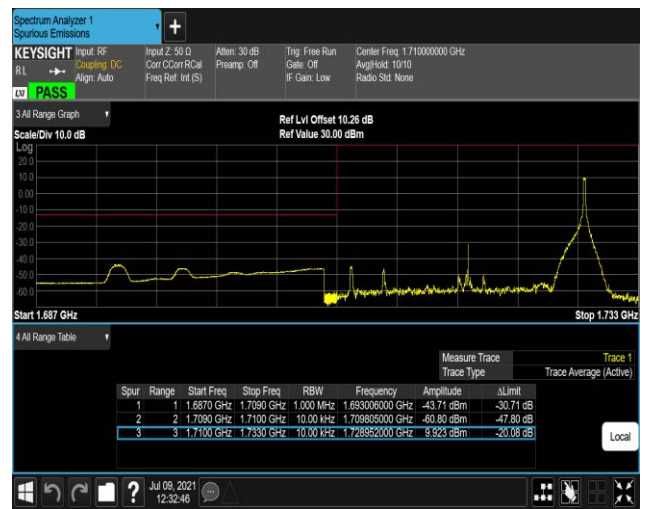 Spectrum Analyzer 1
Spurious Emissions
+
KEYSIGHT
RL
LXI PASS
Input: RF
Coupling: DC
Align: Auto
Input Z: 50 Ω
Corr CCorr RCal
Freq Ref: Int (S)
Atten: 30 dB
Preamp: Off
Trig: Free Run
Gate: Off
IF Gain: Low
Center Freq: 1.710000000 GHz
Avg|Hold: 10/10
Radio Std: None
3 All Range Graph
Scale/Div 10.0 dB
Ref Lvl Offset 10.26 dB
Ref Value 30.00 dBm
Log
20.0
10.0
0.00
-10.0
-20.0
-30.0
-40.0
-50.0
-60.0
Start 1.687 GHz
Stop 1.733 GHz
4 All Range Table
Measure Trace Trace 1
Trace Type Trace Average (Active)
Spur Range Start Freq Stop Freq RBW Frequency Amplitude ΔLimit
1 1 1.6870 GHz 1.7090 GHz 1.000 MHz 1.693006000 GHz -43.71 dBm -30.71 dB
2 2 1.7090 GHz 1.7100 GHz 10.00 kHz 1.709805000 GHz -60.80 dBm -47.80 dB
3 3 1.7100 GHz 1.7330 GHz 10.00 kHz 1.728952000 GHz 9.923 dBm -20.08 dB
Local
?
Jul 09, 2021
12:32:46